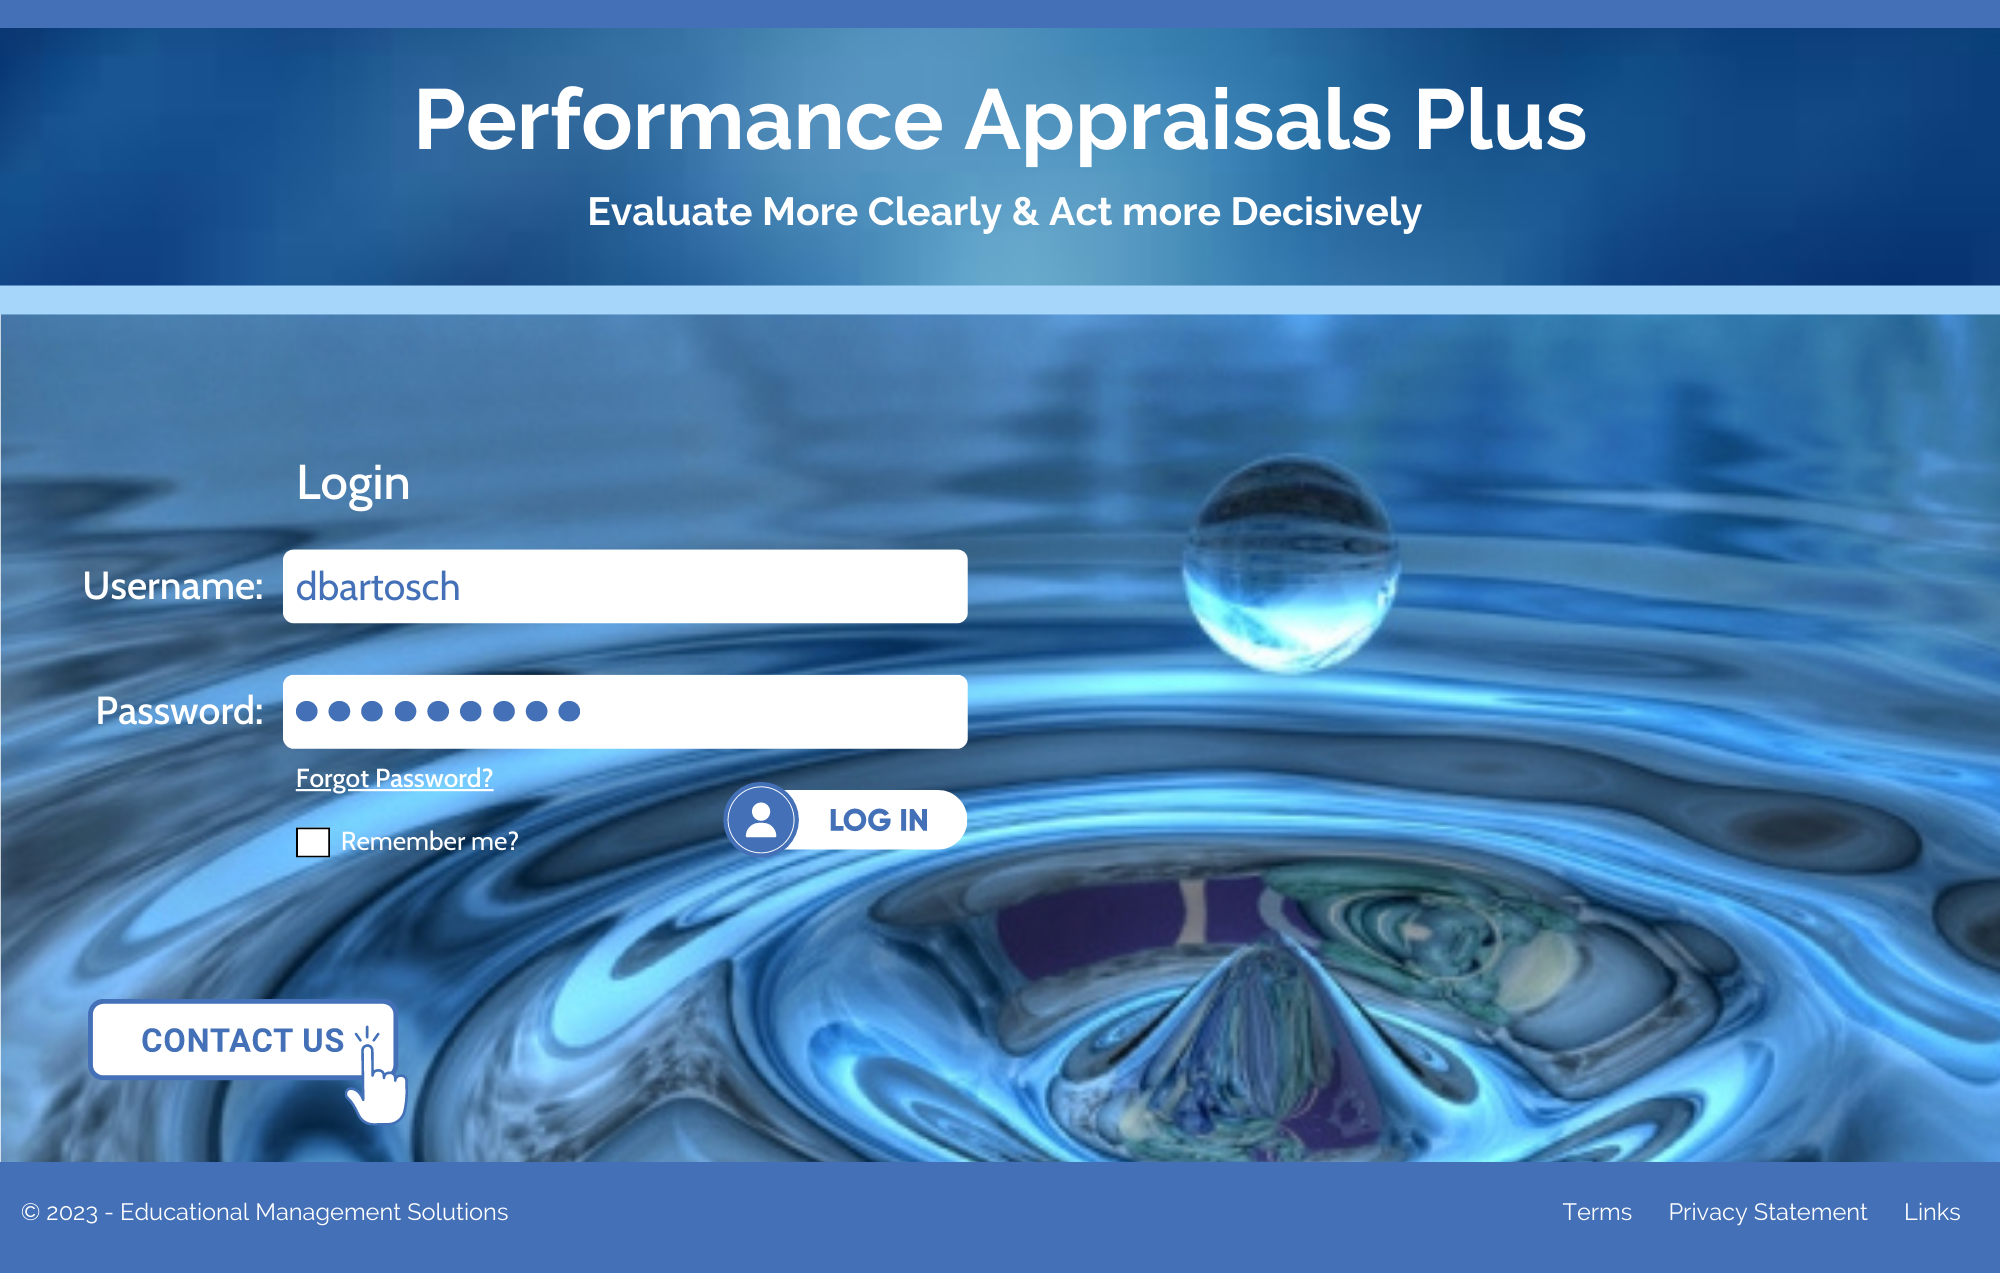 Performance Appraisals Plus
Evaluate More Clearly & Act more Decisively
Login
Username: dbartosch
Password: ●●●●●●●●●
Forgot Password?
Remember me?
LOG IN
CONTACT US
© 2023 - Educational Management Solutions
Terms Privacy Statement Links